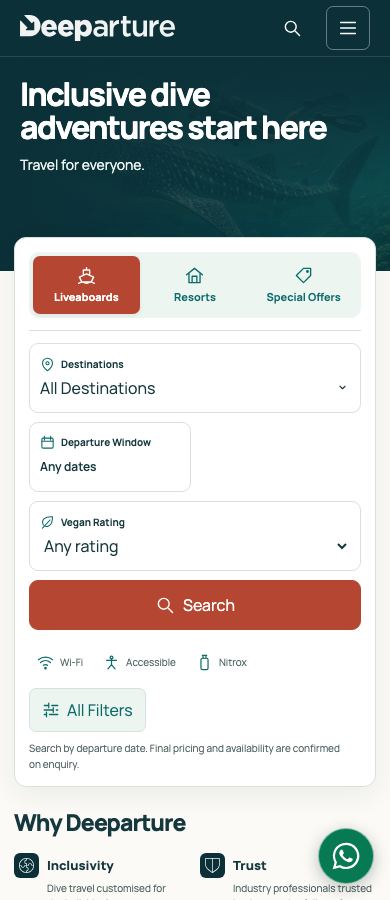 Deeparture
Inclusive dive
adventures start here
Travel for everyone.
Liveaboards
Resorts
Special Offers
Destinations
All Destinations
Departure Window
Any dates
Vegan Rating
Any rating
Search
Wi-Fi
Accessible
Nitrox
All Filters
Search by departure date. Final pricing and availability are confirmed
on enquiry.
Why Deeparture
Inclusivity
Dive travel customised for
Trust
Industry professionals trusted